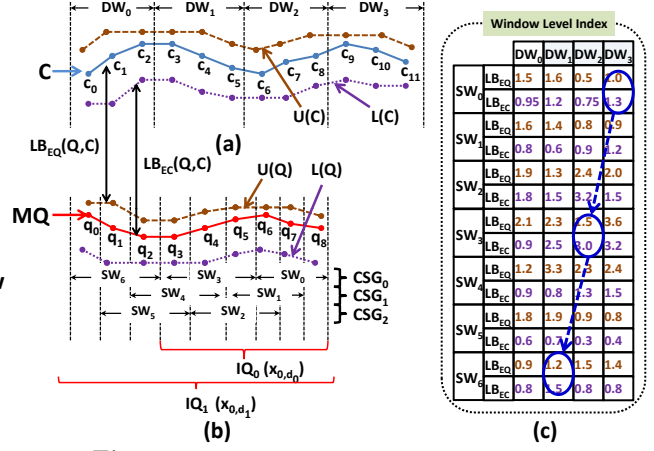 DW0 DW1 DW2 DW3
C
C0 C1 C2 C3 C4 C5 C6 C7 C8 C9 C10 C11
U(C) L(C)
(a)
LBEQ(Q,C)
LBEC(Q,C)
U(Q) L(Q)
MQ
q0 q1 q2 q3 q4 q5 q6 q7 q8
SW6 SW3 SW0 CSG0
SW4 SW1 CSG1
SW5 SW2 CSG2
IQ0 (x0,d0)
IQ1 (x0,d1)
(b)
Window Level Index
DW0 DW1 DW2 DW3
SW0 LBEQ 1.5 1.6 0.5 1.0
LBEC 0.95 1.2 0.75 1.3
SW1 LBEQ 1.6 1.4 0.8 0.9
LBEC 0.8 0.6 0.9 1.2
SW2 LBEQ 1.9 1.3 2.4 2.0
LBEC 1.8 1.5 3.2 1.5
SW3 LBEQ 2.1 2.3 1.5 3.6
LBEC 0.9 2.5 3.0 3.2
SW4 LBEQ 1.2 3.3 2.3 2.4
LBEC 0.9 0.8 1.3 1.5
SW5 LBEQ 1.8 1.9 0.9 0.8
LBEC 0.6 0.7 0.3 0.4
SW6 LBEQ 0.9 1.2 1.5 1.4
LBEC 0.8 1.5 0.8 0.8
(c)